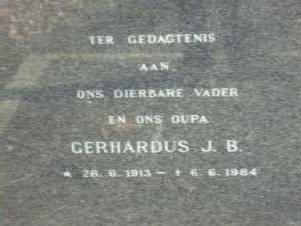 TER GEDAGTENIS
AAN
ONS DIERBARE VADER
EN ONS OUPA
GERHARDUS J. B.
★ 28.6.1913 – † 6.6.1984